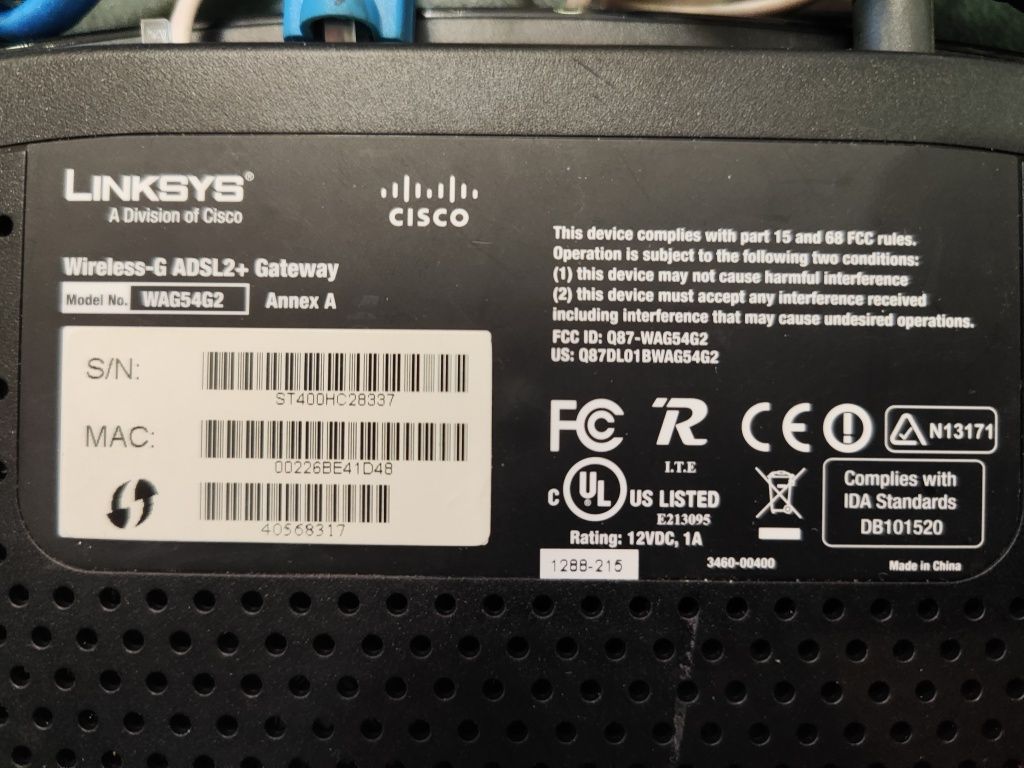 LINKSYS®
A Division of Cisco
CISCO
Wireless-G ADSL2+ Gateway
Model No. WAG54G2 Annex A
S/N:
ST400HC28337
MAC:
00226BE41D48
40568317
This device complies with part 15 and 68 FCC rules.
Operation is subject to the following two conditions:
(1) this device may not cause harmful interference
(2) this device must accept any interference received
including interference that may cause undesired operations.
FCC ID: Q87-WAG54G2
US: Q87DL01BWAG54G2
FC R CE N13171
I.T.E
C UL US LISTED
E213095
Complies with
IDA Standards
DB101520
Rating: 12VDC, 1A
1288-215
3460-00400
Made in China